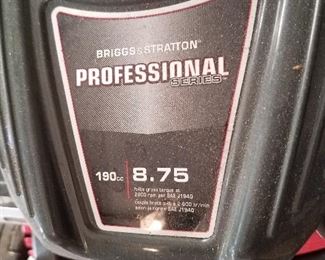 BRIGGS&STRATTON
PROFESSIONAL
SERIES™
190cc 8.75
ft-lbs gross torque at
2600 rpm per SAE J1940
Couple brute à 2 600 tr/min
selon la norme SAE J1940